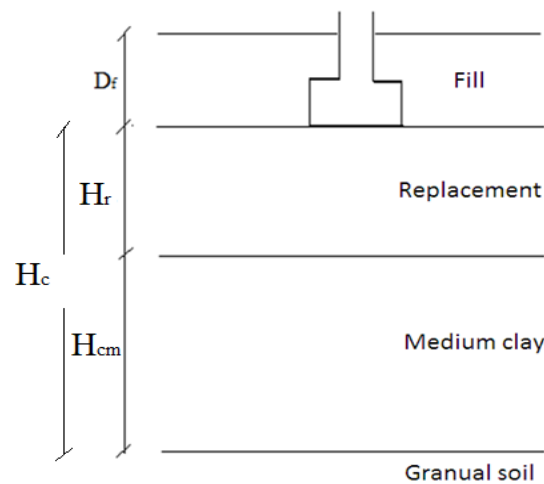 Df
Fill
Hr
Replacement
Hc
Hcm
Medium clay
Granual soil